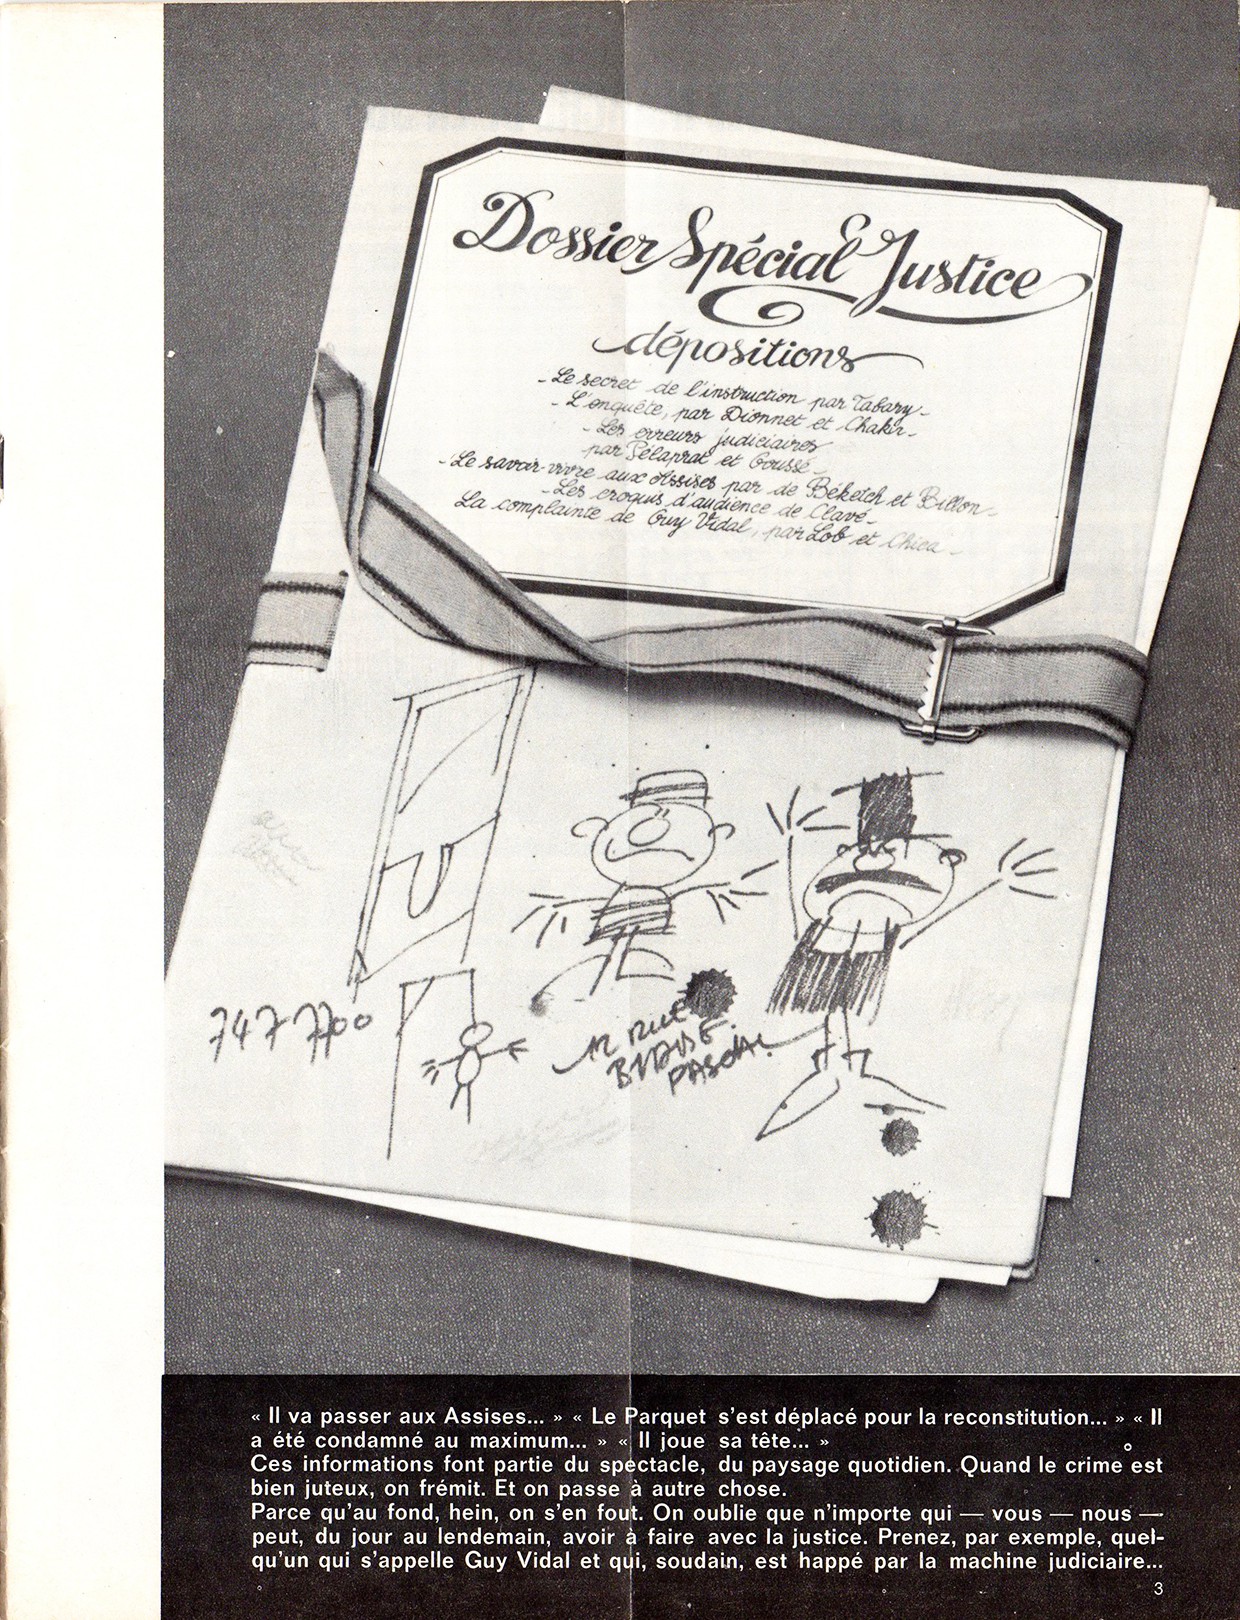 Dossier Spécial Justice
dépositions
- Le secret de l'instruction par Tabary -
- L'enquête, par Dionnet et Chakir -
- Les erreurs judiciaires
par Pélaprat et Goussé -
- Le savoir-vivre aux Assises par de Béketch et Billon -
- Les croquis d'audience de Clavé -
La complainte de Guy Vidal, par Lob et Chica -
747 7700
12 RUE
BLAISE
PASCAL
« Il va passer aux Assises... » « Le Parquet s'est déplacé pour la reconstitution... » « Il
a été condamné au maximum... » « Il joue sa tête... »
Ces informations font partie du spectacle, du paysage quotidien. Quand le crime est
bien juteux, on frémit. Et on passe à autre chose.
Parce qu'au fond, hein, on s'en fout. On oublie que n'importe qui — vous — nous —
peut, du jour au lendemain, avoir à faire avec la justice. Prenez, par exemple, quel-
qu'un qui s'appelle Guy Vidal et qui, soudain, est happé par la machine judiciaire...
3